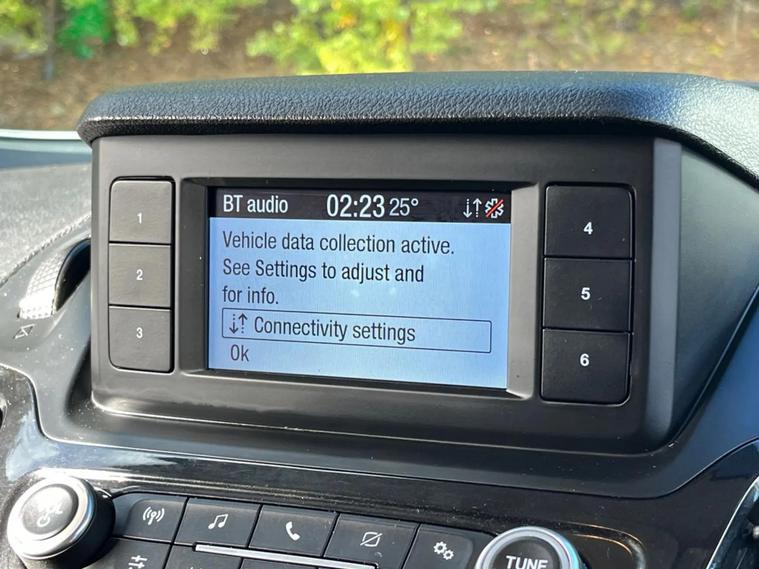 BT audio 02:23 25°
Vehicle data collection active.
See Settings to adjust and
for info.
Connectivity settings
Ok
1
2
3
4
5
6
TUNE